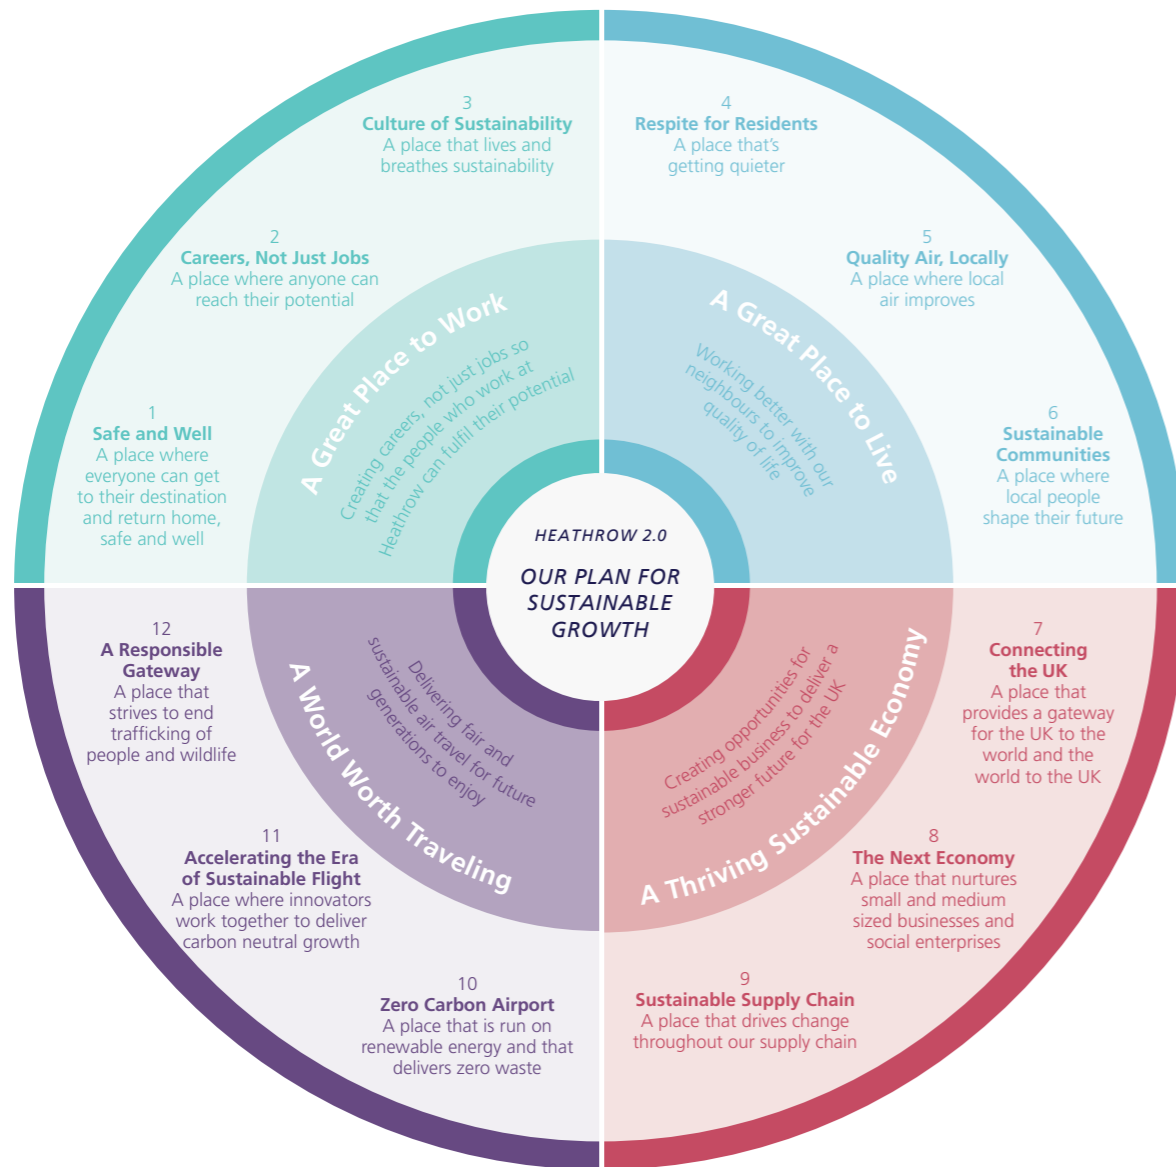 HEATHROW 2.0
OUR PLAN FOR
SUSTAINABLE
GROWTH
A Great Place to Work
Creating careers, not just jobs so
that the people who work at
Heathrow can fulfil their potential
1
Safe and Well
A place where
everyone can get
to their destination
and return home,
safe and well
2
Careers, Not Just Jobs
A place where anyone can
reach their potential
3
Culture of Sustainability
A place that lives and
breathes sustainability
A Great Place to Live
Working better with our
neighbours to improve
quality of life
4
Respite for Residents
A place that's
getting quieter
5
Quality Air, Locally
A place where local
air improves
6
Sustainable
Communities
A place where
local people
shape their future
A Thriving Sustainable Economy
Creating opportunities for
sustainable business to deliver a
stronger future for the UK
7
Connecting
the UK
A place that
provides a gateway
for the UK to the
world and the
world to the UK
8
The Next Economy
A place that nurtures
small and medium
sized businesses and
social enterprises
9
Sustainable Supply Chain
A place that drives change
throughout our supply chain
A World Worth Traveling
Delivering fair and
sustainable air travel for future
generations to enjoy
10
Zero Carbon Airport
A place that is run on
renewable energy and that
delivers zero waste
11
Accelerating the Era
of Sustainable Flight
A place where innovators
work together to deliver
carbon neutral growth
12
A Responsible
Gateway
A place that
strives to end
trafficking of
people and wildlife